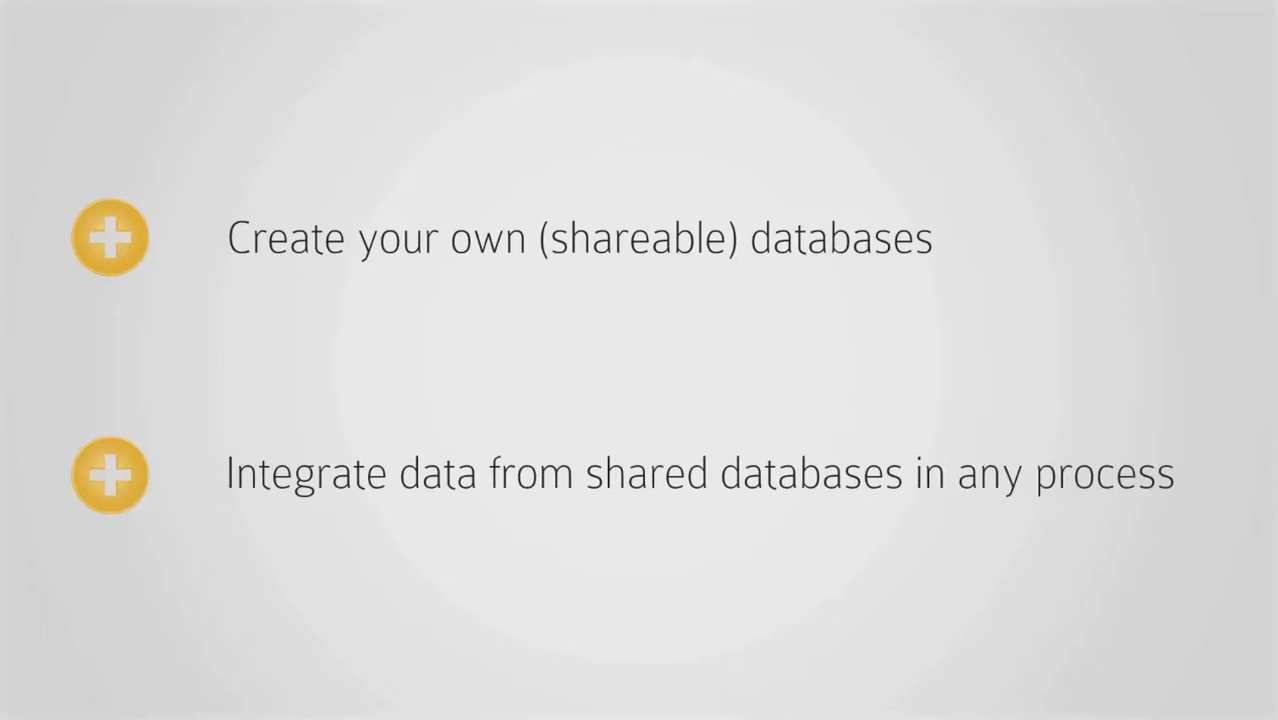 Create your own (shareable) databases
Integrate data from shared databases in any process